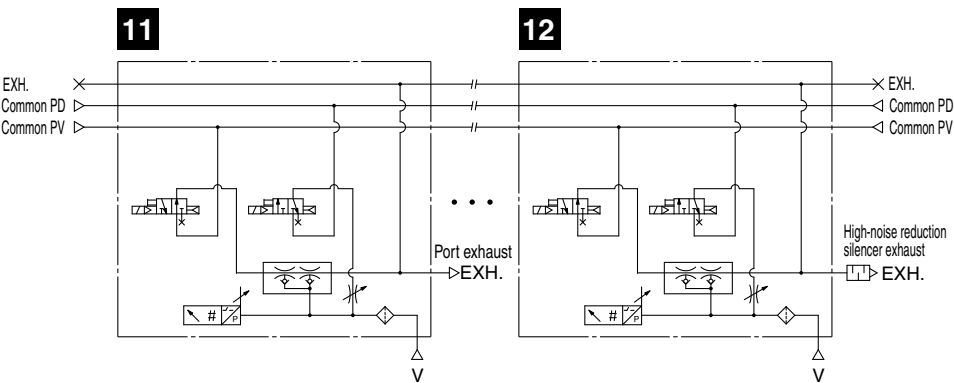 11
12
EXH.
EXH.
Common PD
Common PD
Common PV
Common PV
Port exhaust
EXH.
High-noise reduction
silencer exhaust
EXH.
#
P
#
P
V
V